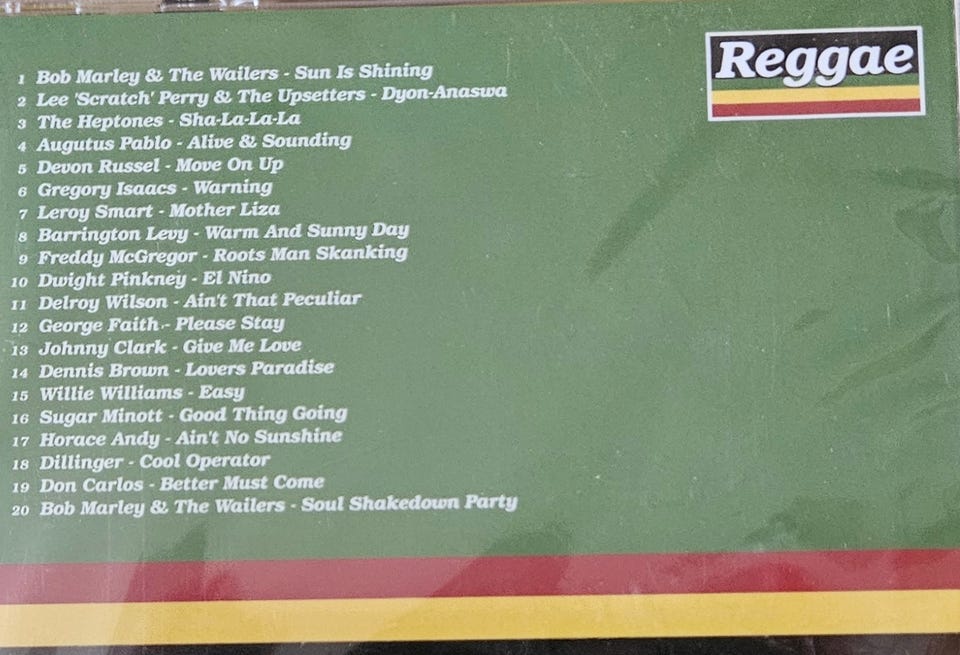 Reggae
1 Bob Marley & The Wailers - Sun Is Shining
2 Lee 'Scratch' Perry & The Upsetters - Dyon-Anaswa
3 The Heptones - Sha-La-La-La
4 Augutus Pablo - Alive & Sounding
5 Devon Russel - Move On Up
6 Gregory Isaacs - Warning
7 Leroy Smart - Mother Liza
8 Barrington Levy - Warm And Sunny Day
9 Freddy McGregor - Roots Man Skanking
10 Dwight Pinkney - El Nino
11 Delroy Wilson - Ain't That Peculiar
12 George Faith - Please Stay
13 Johnny Clark - Give Me Love
14 Dennis Brown - Lovers Paradise
15 Willie Williams - Easy
16 Sugar Minott - Good Thing Going
17 Horace Andy - Ain't No Sunshine
18 Dillinger - Cool Operator
19 Don Carlos - Better Must Come
20 Bob Marley & The Wailers - Soul Shakedown Party